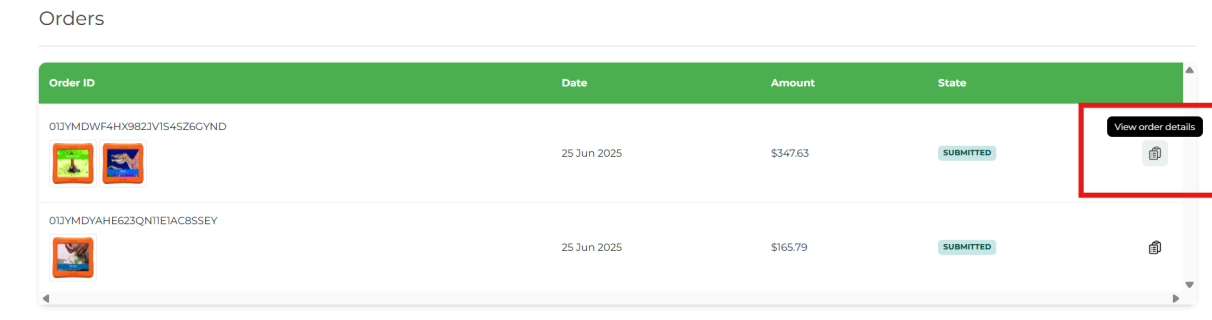 Orders
Order ID Date Amount State
View order details
01JYMDWF4HX982JV1S4SZ6GYND
25 Jun 2025 $347.63 SUBMITTED
01JYMDYAHE623QN11E1AC8SSEY
25 Jun 2025 $165.79 SUBMITTED